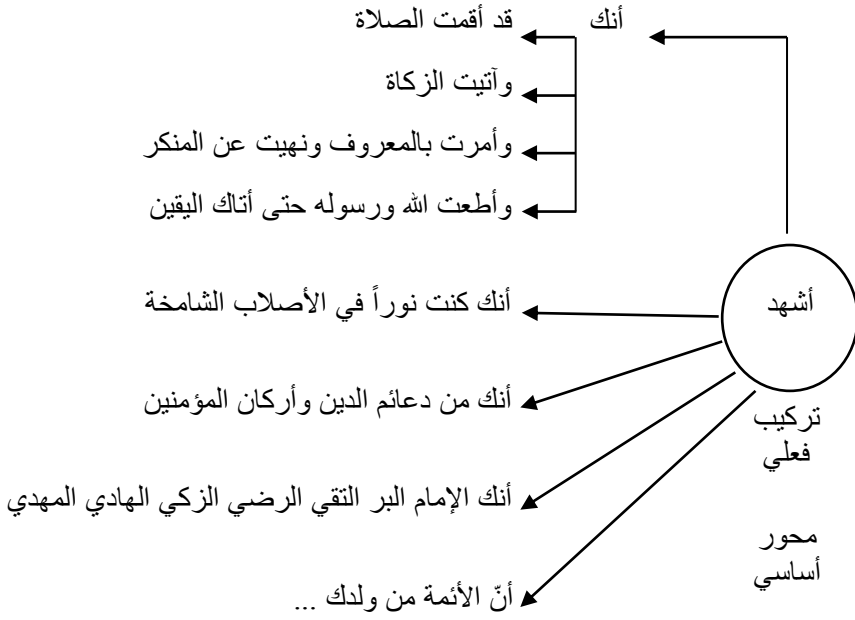 أنك
قد أقمت الصلاة
وآتيت الزكاة
وأمرت بالمعروف ونهيت عن المنكر
وأطعت الله ورسوله حتى أتاك اليقين
أشهد
أنك كنت نوراً في الأصلاب الشامخة
أنك من دعائم الدين وأركان المؤمنين
تركيب
فعلي
أنك الإمام البر التقي الرضي الزكي الهادي المهدي
محور
أساسي
أنّ الأئمة من ولدك ...